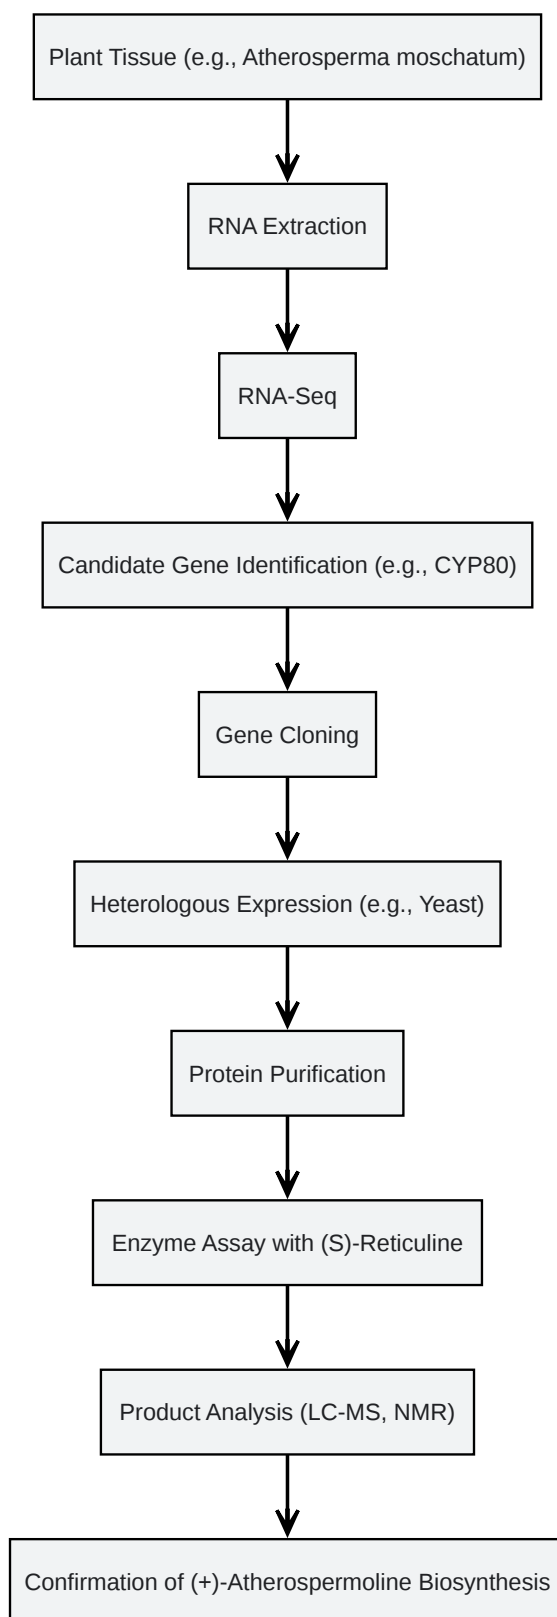 Plant Tissue (e.g., Atherosperma moschatum)
RNA Extraction
RNA-Seq
Candidate Gene Identification (e.g., CYP80)
Gene Cloning
Heterologous Expression (e.g., Yeast)
Protein Purification
Enzyme Assay with (S)-Reticuline
Product Analysis (LC-MS, NMR)
Confirmation of (+)-Atherospermoline Biosynthesis